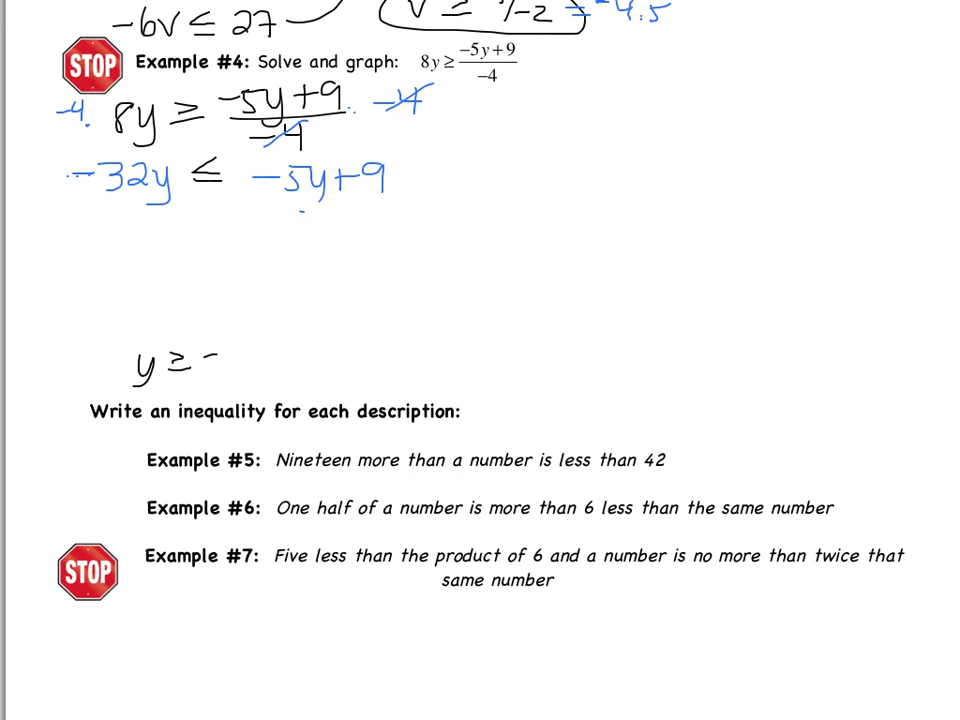 -6v ≤ 27
= -4.5
STOP Example #4: Solve and graph: 8y ≥ (-5y+9)/-4
-4. 8y ≥ (-5y+9)/-4 . -4
-32y ≤ -5y+9
y ≥ -
Write an inequality for each description:
Example #5: Nineteen more than a number is less than 42
Example #6: One half of a number is more than 6 less than the same number
STOP Example #7: Five less than the product of 6 and a number is no more than twice that
same number